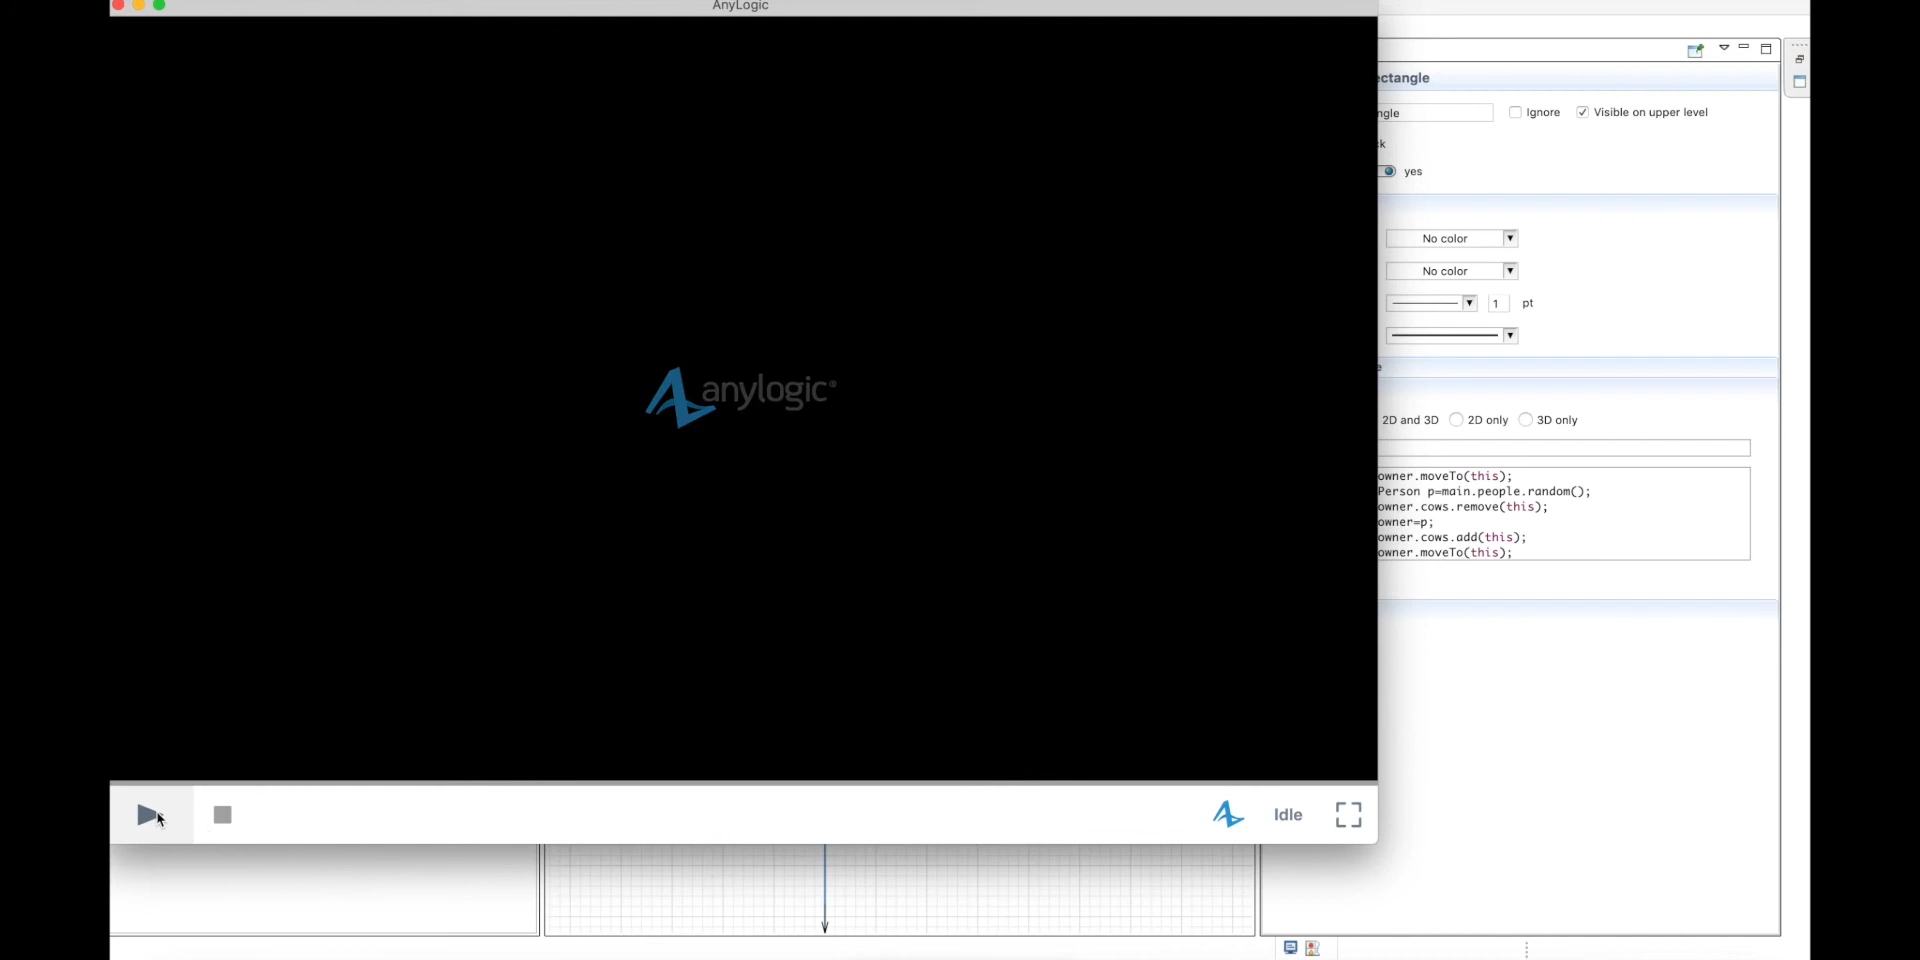 AnyLogic
ectangle
ngle
Ignore
Visible on upper level
k
yes
No color
No color
1 pt
e
2D and 3D
2D only
3D only
owner.moveTo(this);
Person p=main.people.random();
owner.cows.remove(this);
owner=p;
owner.cows.add(this);
owner.moveTo(this);
anylogic®
Idle